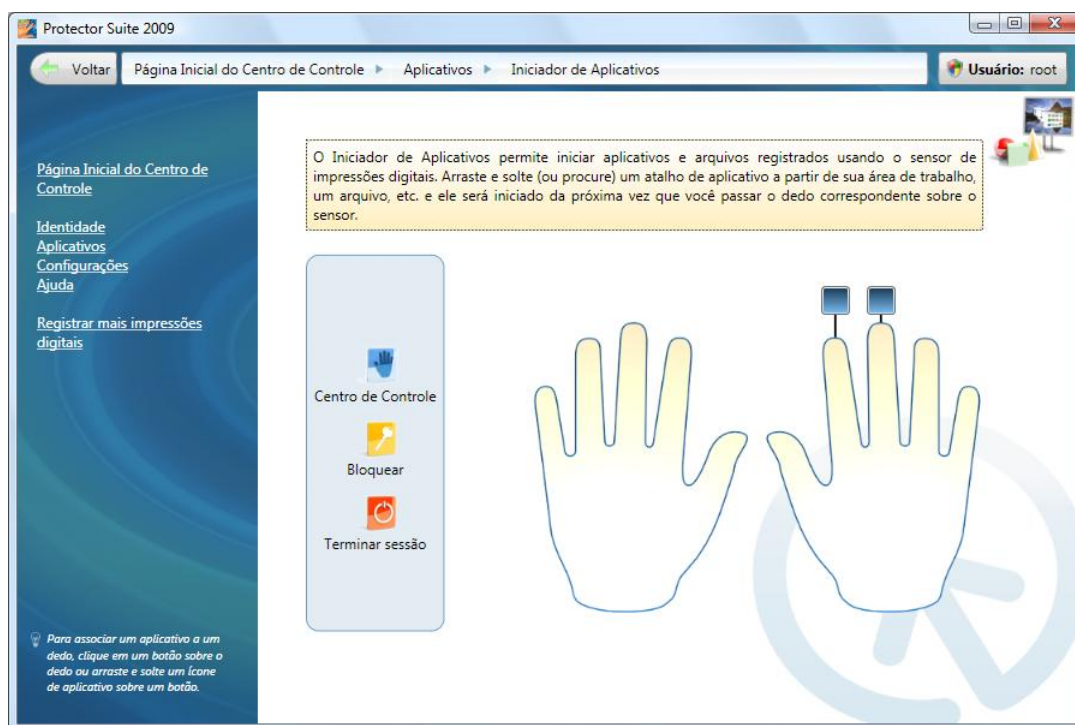 Protector Suite 2009
Voltar
Página Inicial do Centro de Controle
Aplicativos
Iniciador de Aplicativos
Usuário: root
Página Inicial do Centro de
Controle
Identidade
Aplicativos
Configurações
Ajuda
Registrar mais impressões
digitais
Para associar um aplicativo a um
dedo, clique em um botão sobre o
dedo ou arraste e solte um ícone
de aplicativo sobre um botão.
O Iniciador de Aplicativos permite iniciar aplicativos e arquivos registrados usando o sensor de
impressões digitais. Arraste e solte (ou procure) um atalho de aplicativo a partir de sua área de trabalho,
um arquivo, etc. e ele será iniciado da próxima vez que você passar o dedo correspondente sobre o
sensor.
Centro de Controle
Bloquear
Terminar sessão